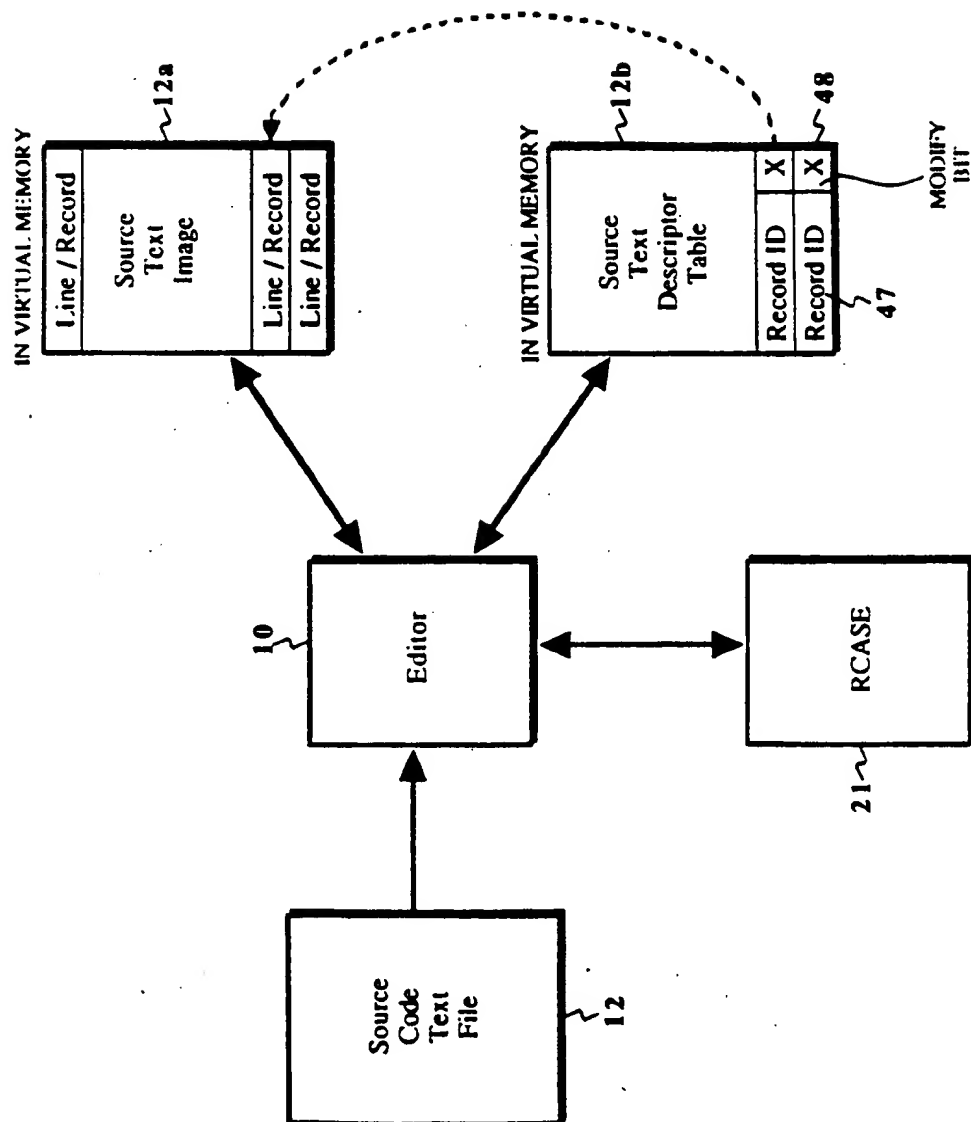 IN VIRTUAL MEMORY
Line / Record
Source
Text
Image
Line / Record
Line / Record
12a
IN VIRTUAL MEMORY
Source
Text
Descriptor
Table
Record ID X
Record ID X
12b
47
48
MODIFY
BIT
10
Editor
RCASE
21
Source
Code
Text
File
12